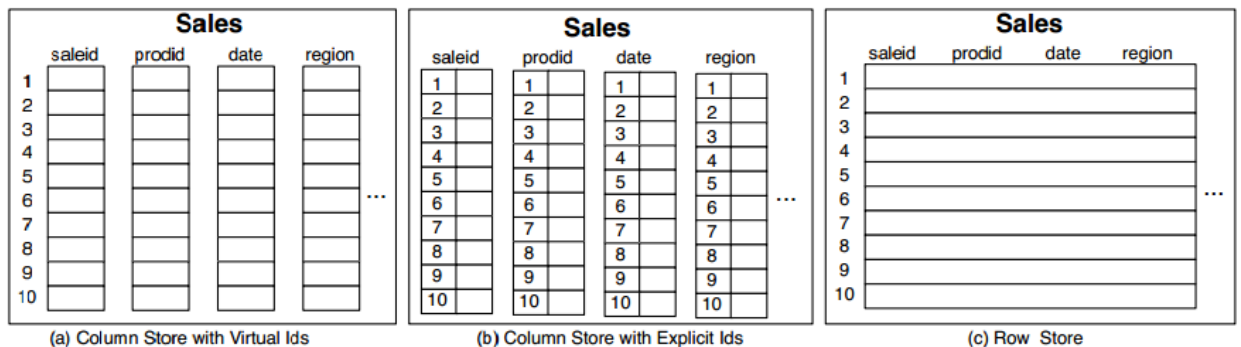 Sales
saleid prodid date region
1
2
3
4
5
6
7
8
9
10
...
(a) Column Store with Virtual Ids
Sales
saleid prodid date region
1 1 1 1
2 2 2 2
3 3 3 3
4 4 4 4
5 5 5 5
6 6 6 6
7 7 7 7
8 8 8 8
9 9 9 9
10 10 10 10
...
(b) Column Store with Explicit Ids
Sales
saleid prodid date region
1
2
3
4
5
6
7
8
9
10
...
(c) Row Store